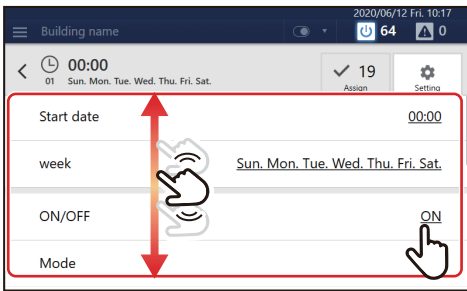 2020/06/12 Fri. 10:17
Building name
64
0
00:00
01 Sun. Mon. Tue. Wed. Thu. Fri. Sat.
19
Assign
Setting
Start date 00:00
week Sun. Mon. Tue. Wed. Thu. Fri. Sat.
ON/OFF ON
Mode